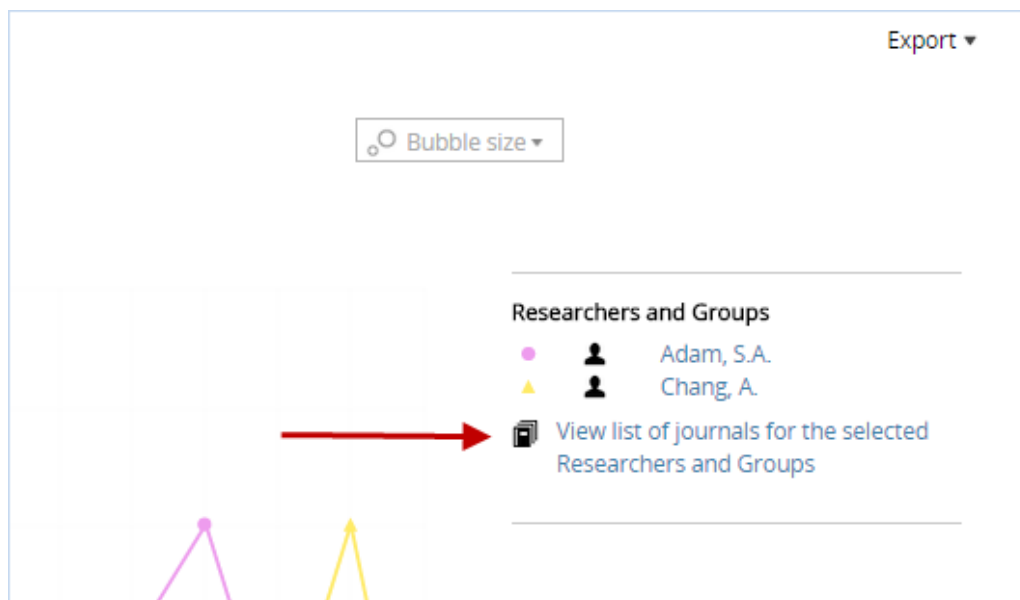 Export
Bubble size
Researchers and Groups
Adam, S.A.
Chang, A.
View list of journals for the selected
Researchers and Groups